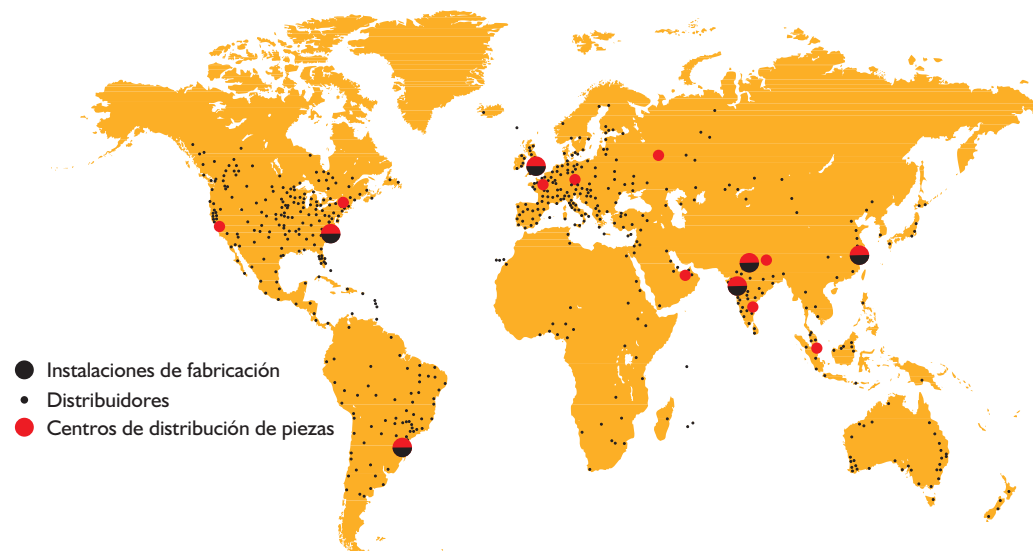 Instalaciones de fabricación
Distribuidores
Centros de distribución de piezas